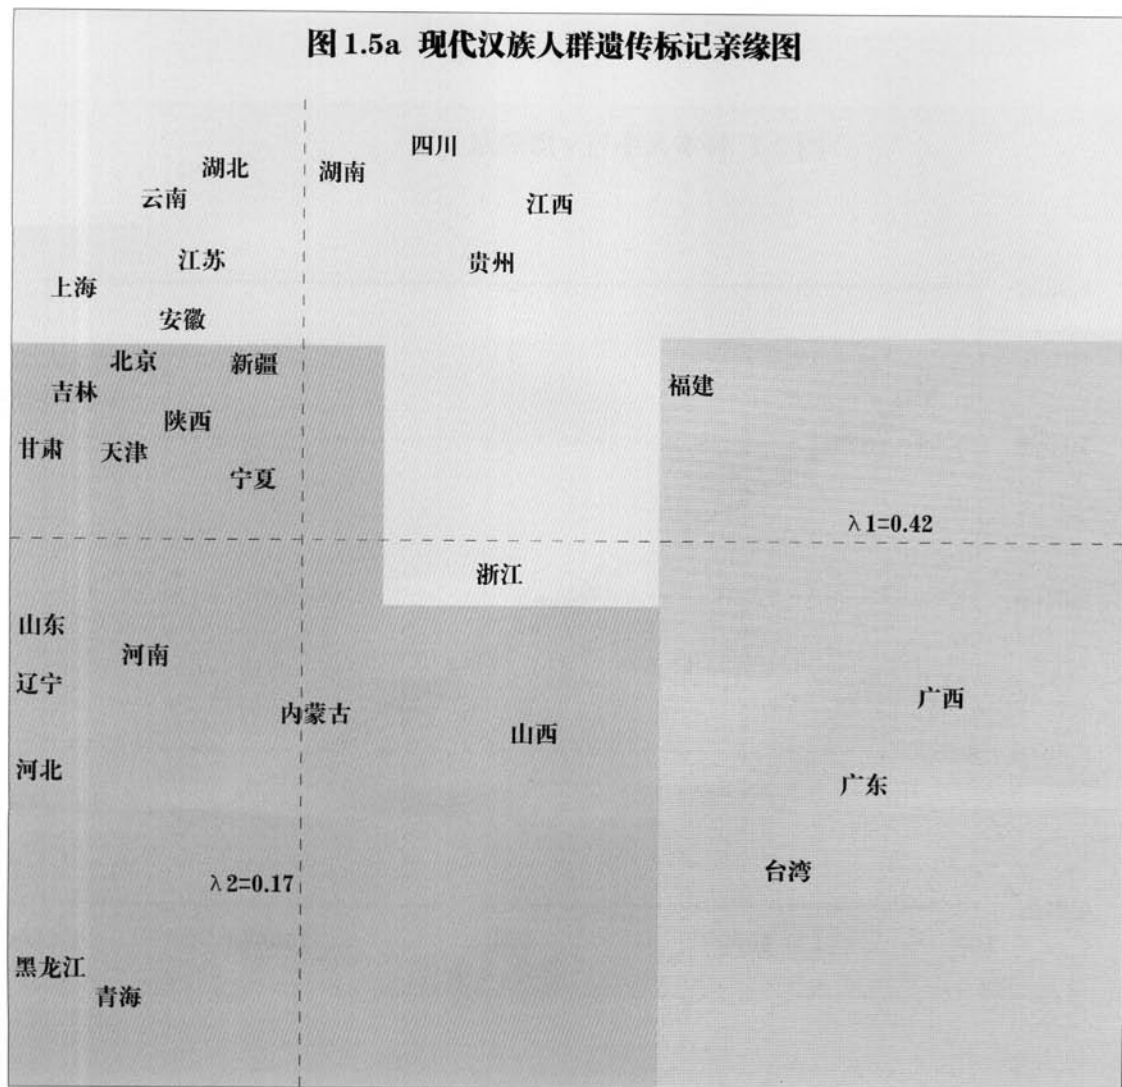 图 1.5a 现代汉族人群遗传标记亲缘图
四川
湖北
湖南
云南
江西
江苏
贵州
上海
安徽
北京
新疆
福建
吉林
陕西
甘肃
天津
宁夏
λ1=0.42
浙江
山东
河南
辽宁
广西
内蒙古
山西
河北
广东
台湾
λ2=0.17
黑龙江
青海